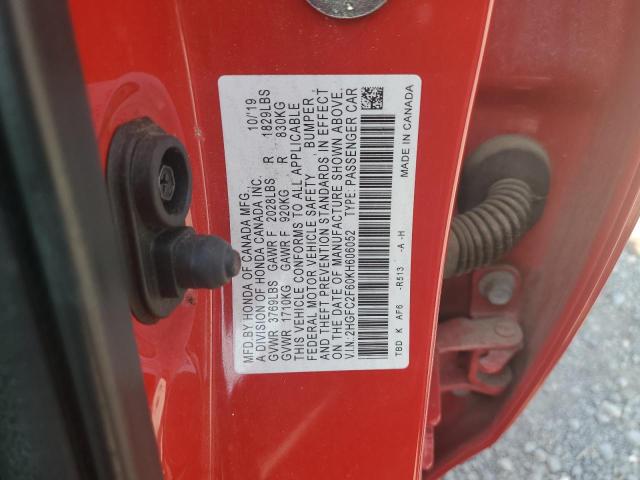 MFD.BY HONDA OF CANADA MFG., 10/19
A DIVISION OF HONDA CANADA INC.
GVWR 3769LBS GAWR F 2028LBS R 1829LBS
GVWR 1710KG GAWR F 920KG R 830KG
THIS VEHICLE CONFORMS TO ALL APPLICABLE
FEDERAL MOTOR VEHICLE SAFETY, BUMPER,
AND THEFT PREVENTION STANDARDS IN EFFECT
ON THE DATE OF MANUFACTURE SHOWN ABOVE.
V.I.N.: 2HGFC2F60KH606052 TYPE: PASSENGER CAR
TBD K AF6 -R513 -A -H MADE IN CANADA